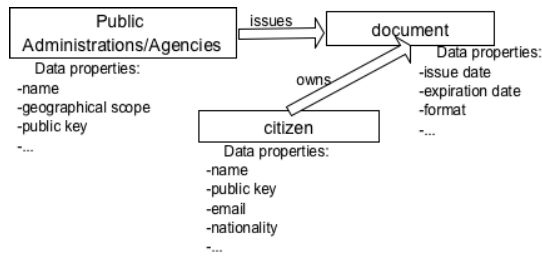 Public
Administrations/Agencies
issues
document
Data properties:
-name
-geographical scope
-public key
-...
Data properties:
-issue date
-expiration date
-format
-...
owns
citizen
Data properties:
-name
-public key
-email
-nationality
-...